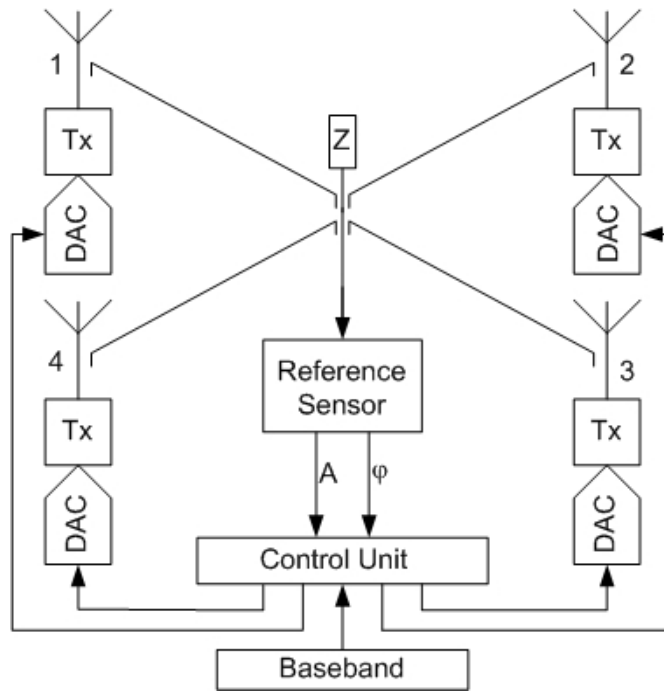 1
2
Tx
Z
Tx
DAC
DAC
4
Reference
Sensor
3
Tx
A
φ
Tx
DAC
DAC
Control Unit
Baseband